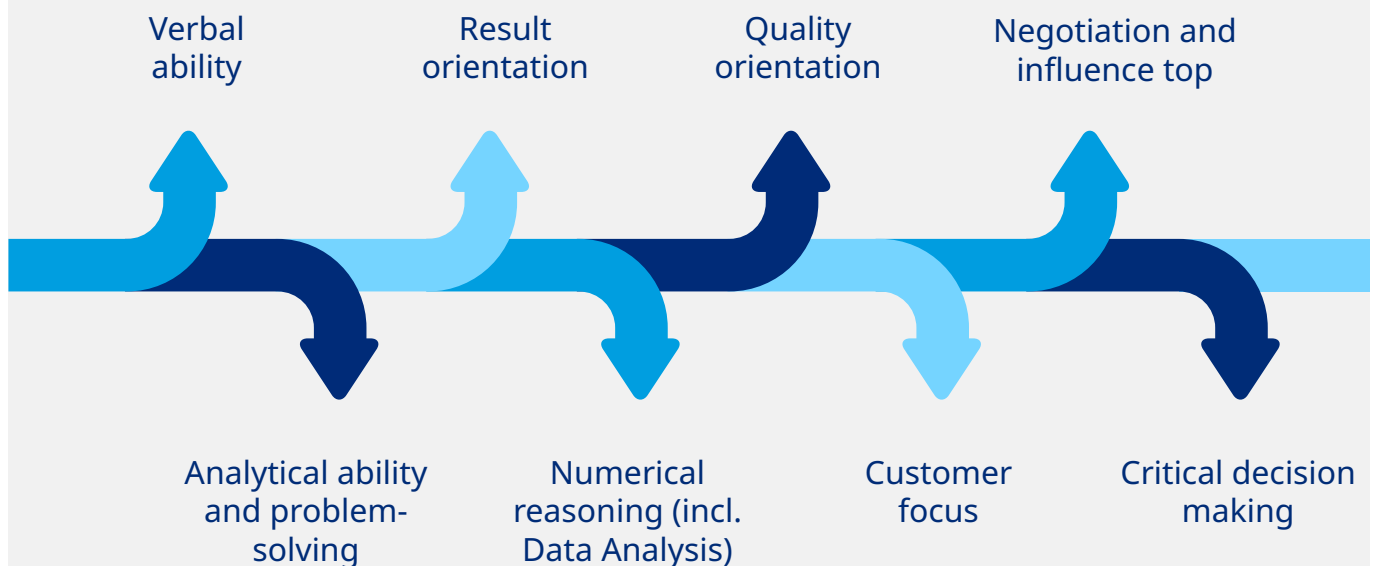 Verbal
ability
Result
orientation
Quality
orientation
Negotiation and
influence top
Analytical ability
and problem-
solving
Numerical
reasoning (incl.
Data Analysis)
Customer
focus
Critical decision
making